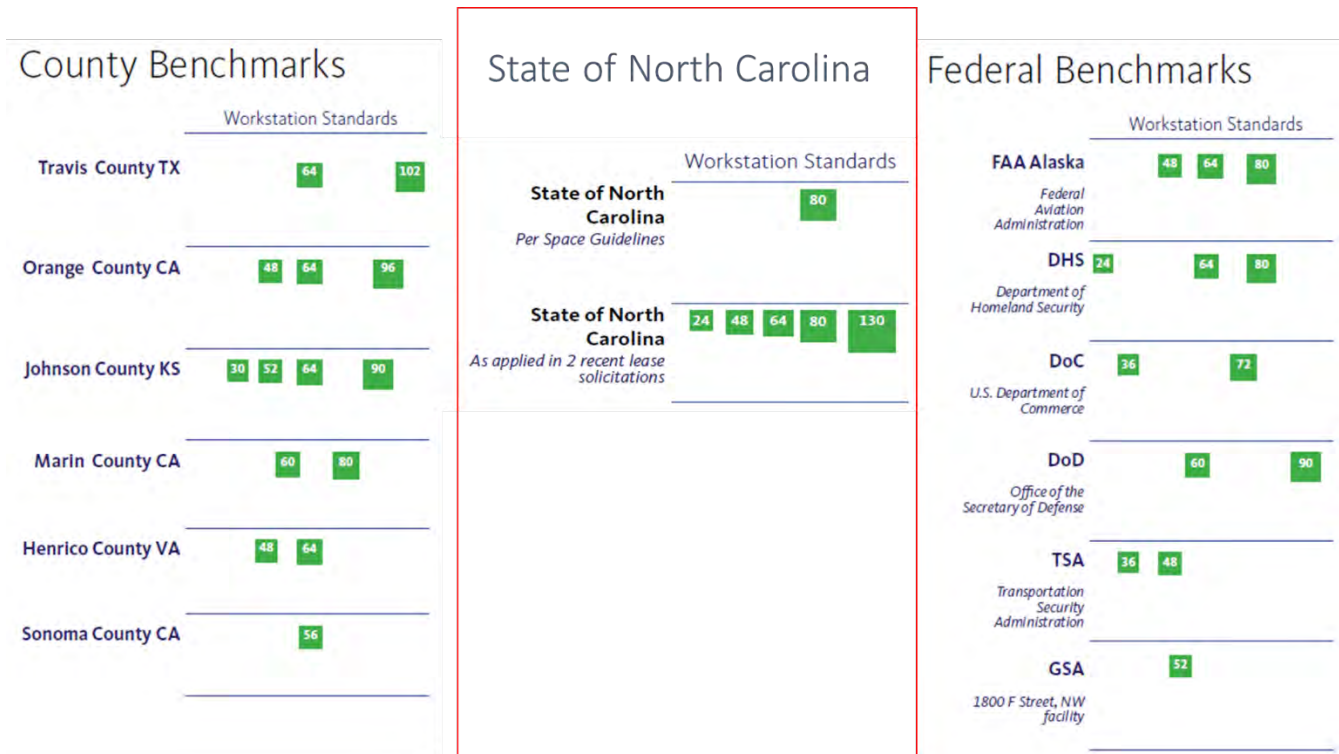 County Benchmarks
Workstation Standards
Travis County TX
64 102
Orange County CA
48 64 96
Johnson County KS
30 52 64 90
Marin County CA
60 80
Henrico County VA
48 64
Sonoma County CA
56
State of North Carolina
Workstation Standards
State of North
Carolina
Per Space Guidelines
80
State of North
Carolina
As applied in 2 recent lease
solicitations
24 48 64 80 130
Federal Benchmarks
Workstation Standards
FAA Alaska
Federal
Aviation
Administration
48 64 80
DHS
Department of
Homeland Security
24 64 80
DoC
U.S. Department of
Commerce
36 72
DoD
Office of the
Secretary of Defense
60 90
TSA
Transportation
Security
Administration
36 48
GSA
1800 F Street, NW
facility
52